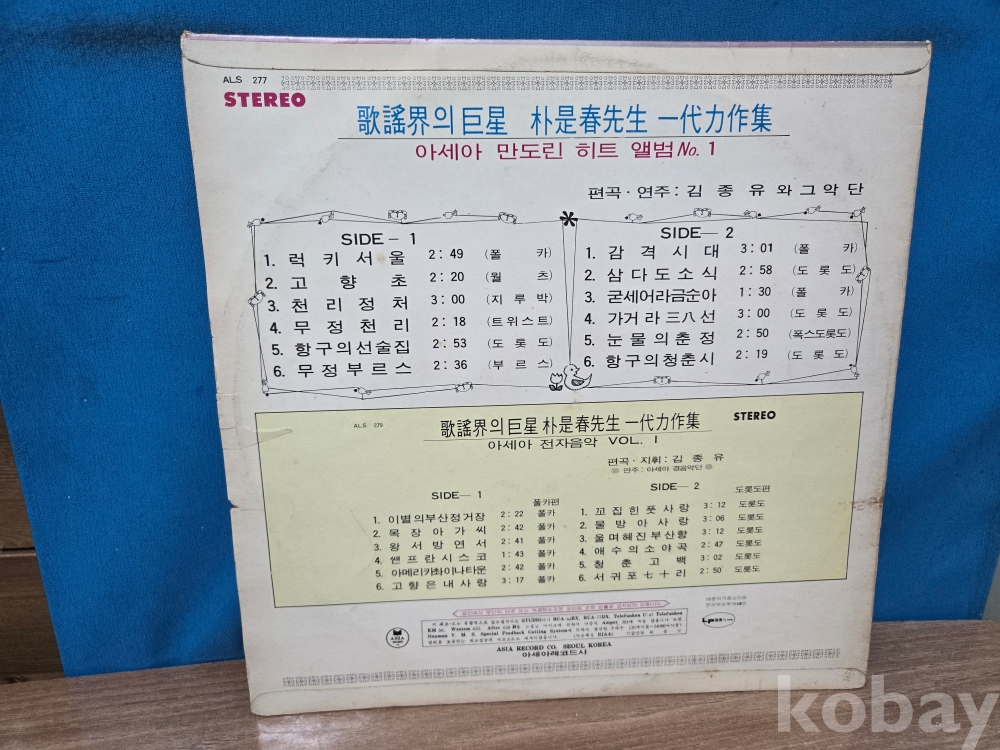 ALS 277
STEREO
歌謠界의 巨星 朴是春先生 一代力作集
아세아 만도린 히트 앨범 No. 1
편곡·연주: 김 종 유 와 그 악 단
SIDE - 1
1. 럭 키 서 울 2:49 (폴 카)
2. 고 향 초 2:20 (월 츠)
3. 천 리 정 처 3:00 (지 루 박)
4. 무 정 천 리 2:18 (트위스트)
5. 항구의선술집 2:53 (도 롯 도)
6. 무정부르스 2:36 (부 르 스)
SIDE— 2
1. 감 격 시 대 3:01 (폴 카)
2. 삼 다 도 소 식 2:58 (도 롯 도)
3. 굳세어라금순아 1:30 (폴 카)
4. 가거 라 三八 선 3:00 (도 롯 도)
5. 눈 물 의 춘 정 2:50 (폭스도롯도)
6. 항구의청춘시 2:19 (도 롯 도)
ALS 279
歌謠界의 巨星 朴是春先生 一代力作集
STEREO
아세아 전자음악 VOL. 1
편곡·지휘: 김 종 유
◎ 연주: 아세아 경음악단 ◎
SIDE— 1
폴카편
1. 이별의부산정거장 2:22 폴카
2. 목 장 아 가 씨 2:42 폴카
3. 왕 서 방 연 서 2:41 폴카
4. 쌘 프 란 시 스 코 1:43 폴카
5. 아메리카촤이나타운 2:42 폴카
6. 고 향 은 내 사 랑 3:17 폴카
SIDE— 2
도롯도편
1. 꼬 집 힌 풋 사 랑 3:12 도롯도
2. 물 방 아 사 랑 3:06 도롯도
3. 울며헤진부산항 3:12 도롯도
4. 애 수 의 소 야 곡 2:47 도롯도
5. 청 춘 고 백 3:02 도롯도
6. 서 귀 포 七 十 리 2:50 도롯도
ASIA RECORD CO. SEOUL KOREA
아세아레코드사
kobay